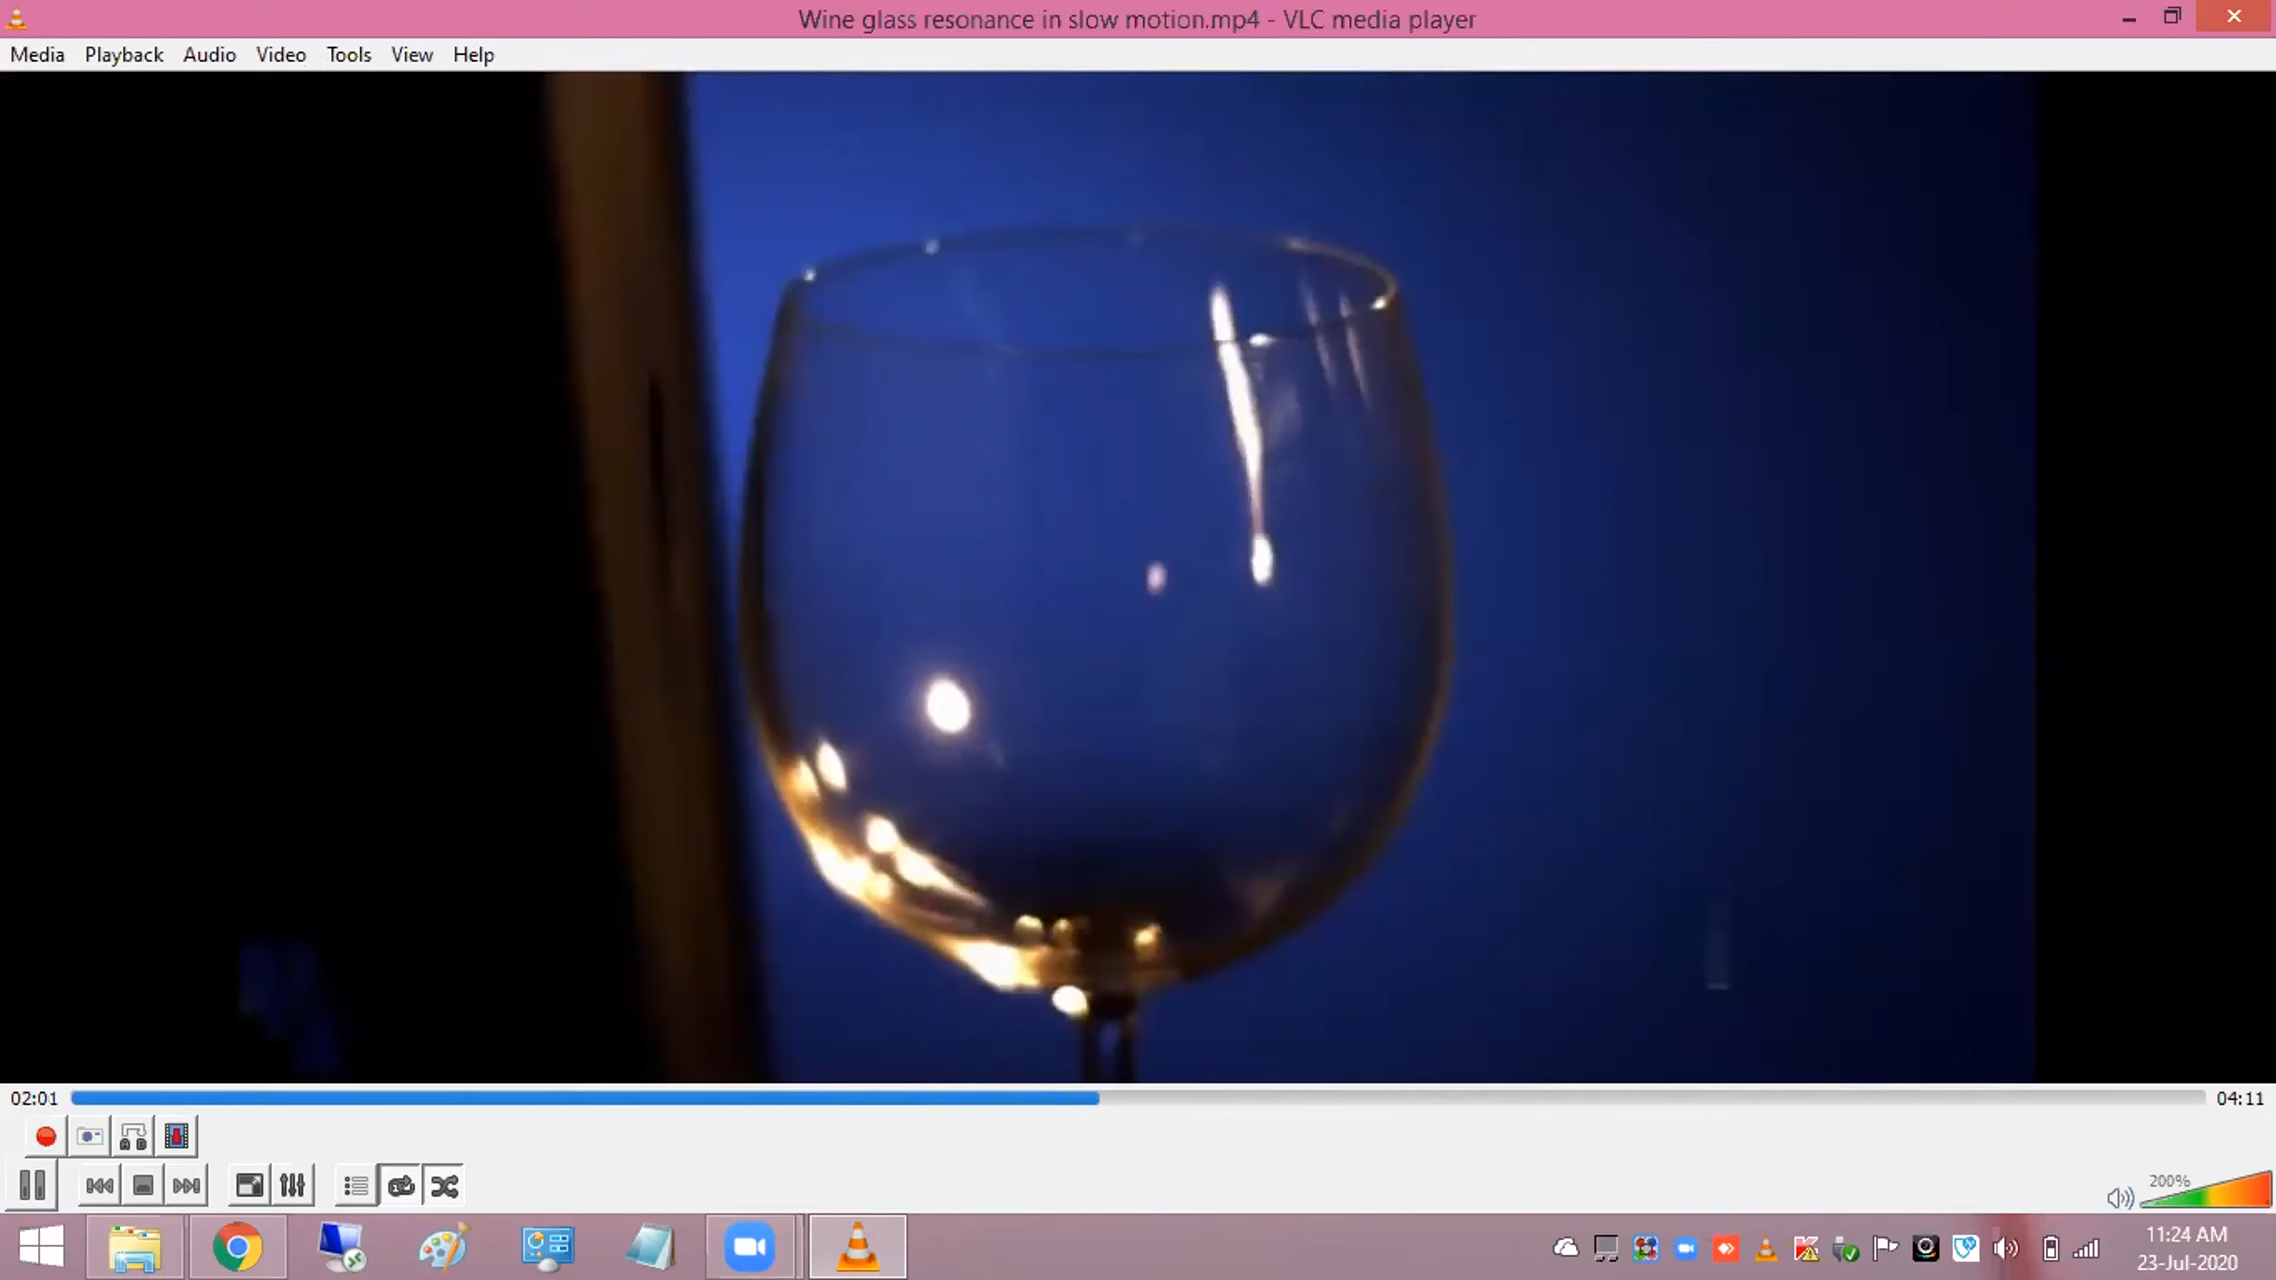 Wine glass resonance in slow motion.mp4 - VLC media player
Media Playback Audio Video Tools View Help
02:01
04:11
A B
200%
11:24 AM
23-Jul-2020